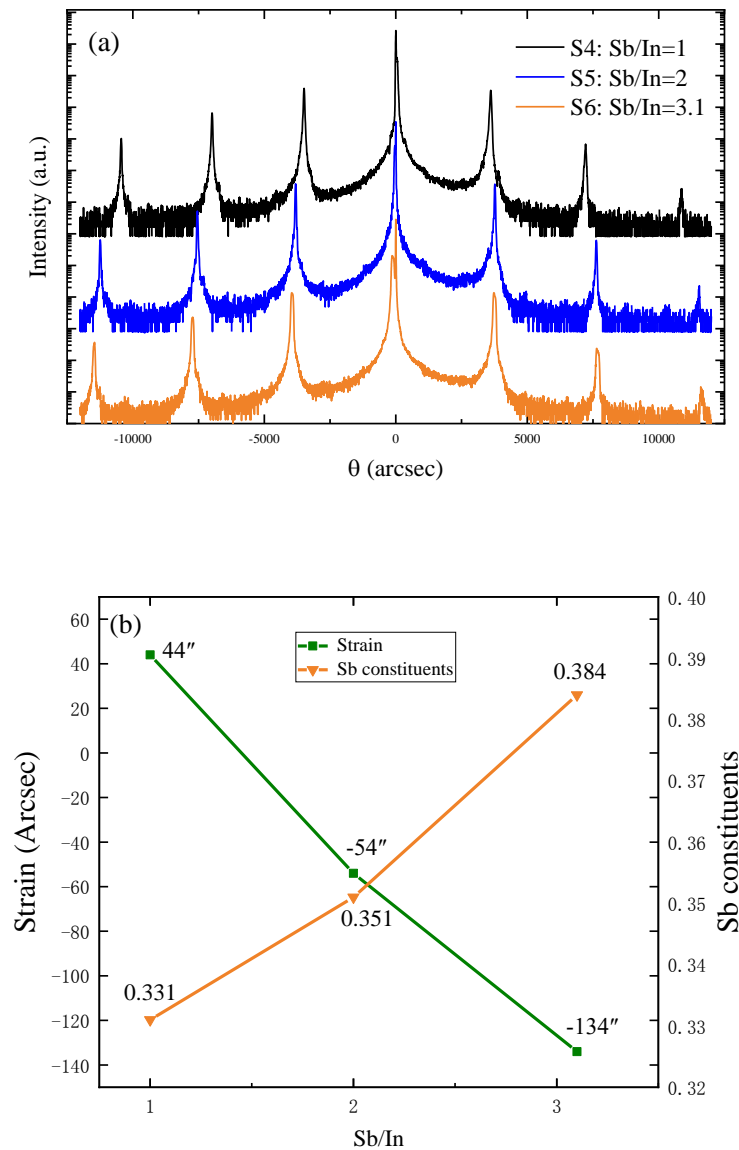 (a)
S4: Sb/In=1
S5: Sb/In=2
S6: Sb/In=3.1
Intensity (a.u.)
-10000 -5000 0 5000 10000
θ (arcsec)
(b)
Strain
Sb constituents
44″
-54″
-134″
0.331
0.351
0.384
60
40
20
0
-20
-40
-60
-80
-100
-120
-140
Strain (Arcsec)
0.40
0.39
0.38
0.37
0.36
0.35
0.34
0.33
0.32
Sb constituents
1 2 3
Sb/In